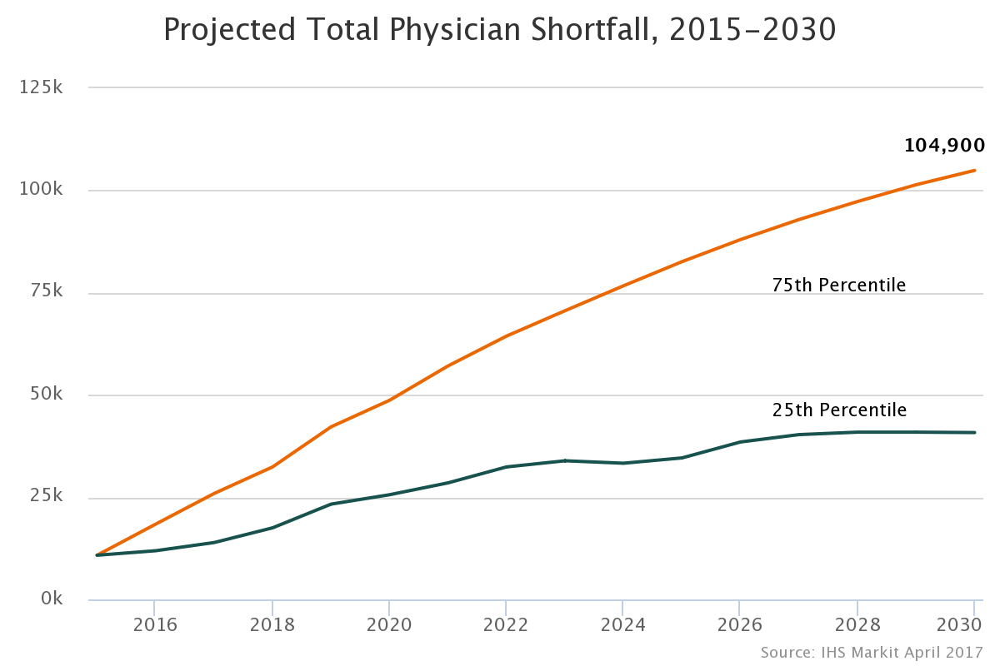 Projected Total Physician Shortfall, 2015–2030
125k
104,900
100k
75k
75th Percentile
50k
25th Percentile
25k
0k
2016 2018 2020 2022 2024 2026 2028 2030
Source: IHS Markit April 2017